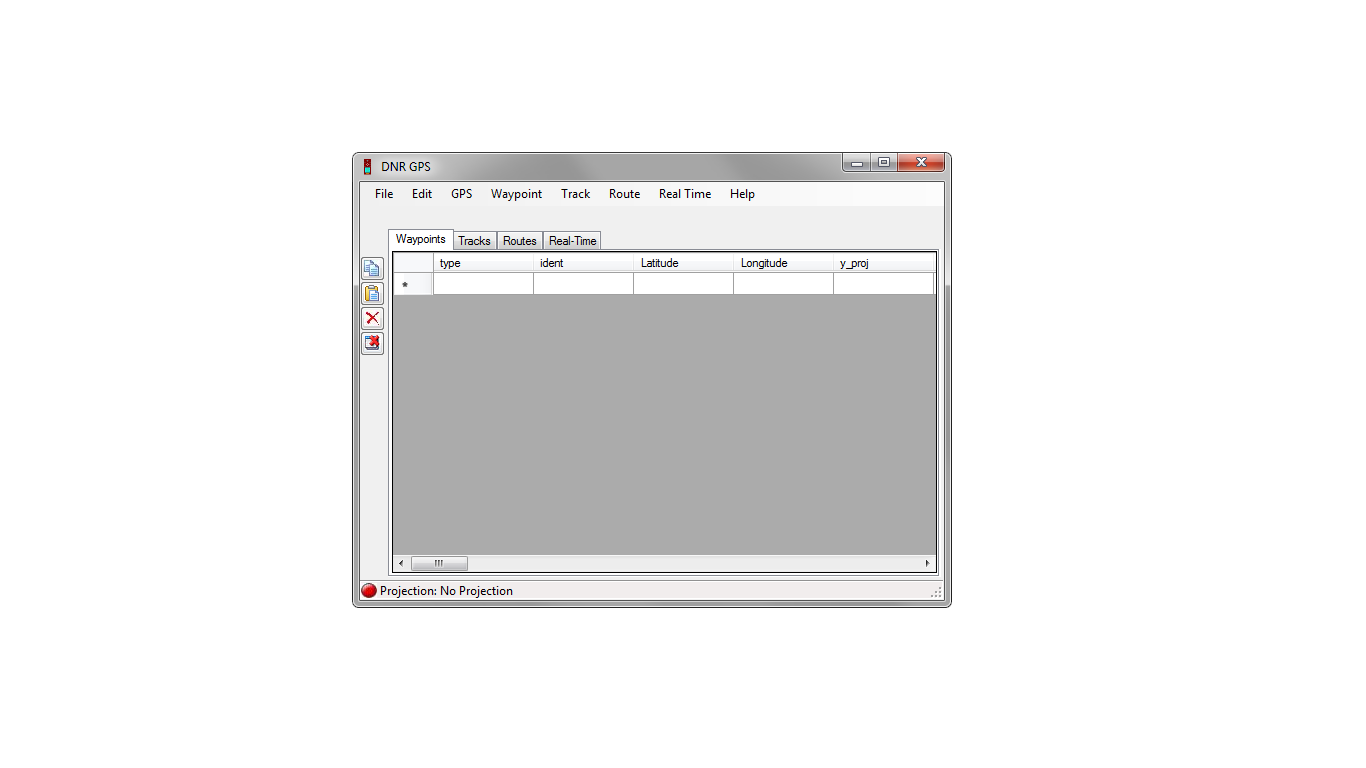 DNR GPS
File Edit GPS Waypoint Track Route Real Time Help
Waypoints Tracks Routes Real-Time
type ident Latitude Longitude y_proj
*
Projection: No Projection